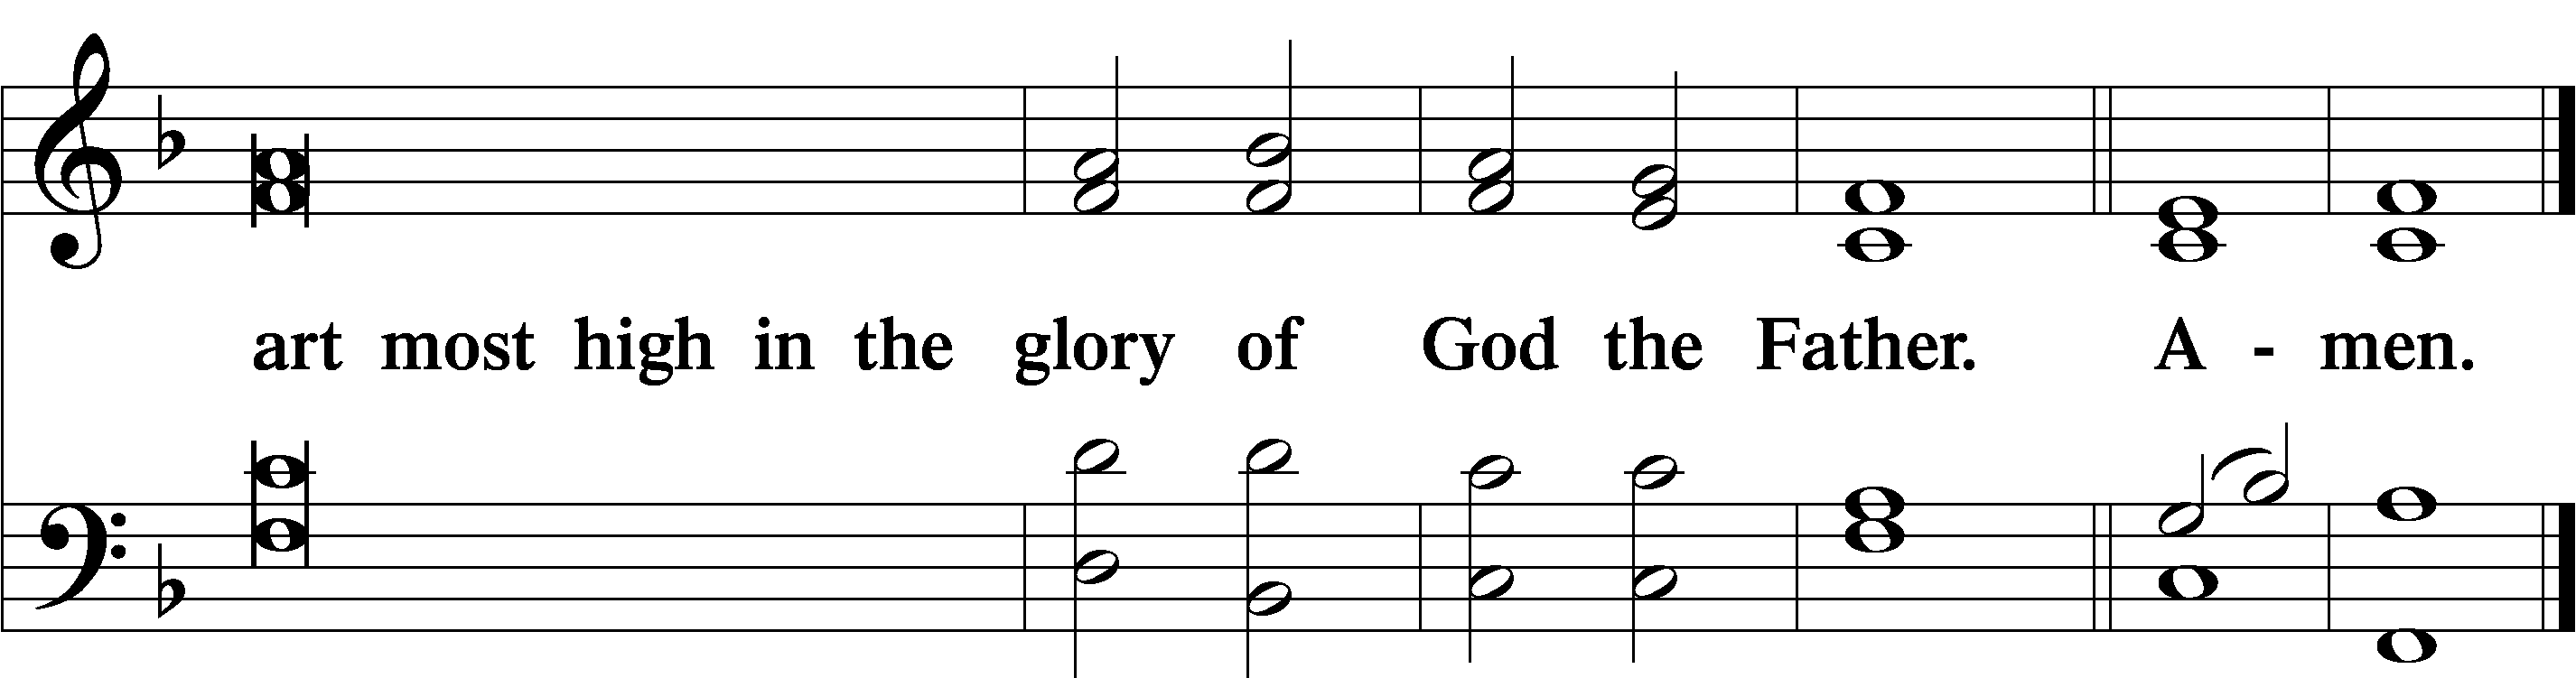 art most high in the glory of God the Father. A - men.